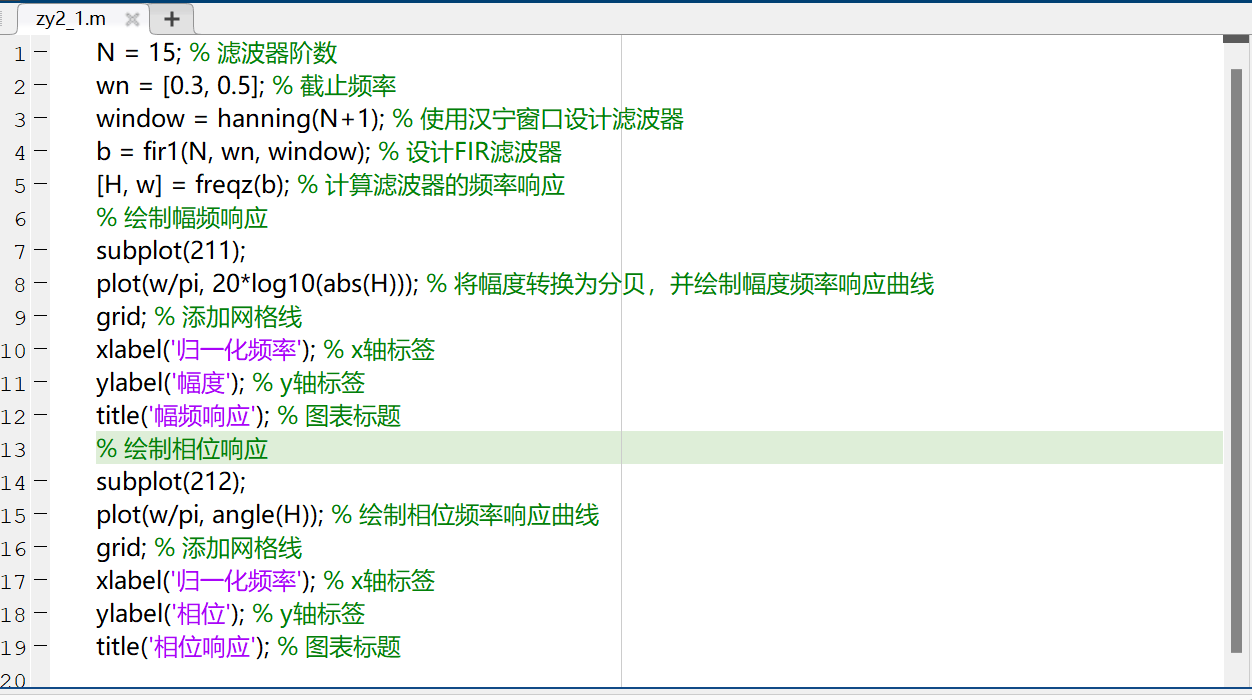 zy2_1.m
1 N = 15; % 滤波器阶数
2 wn = [0.3, 0.5]; % 截止频率
3 window = hanning(N+1); % 使用汉宁窗口设计滤波器
4 b = fir1(N, wn, window); % 设计FIR滤波器
5 [H, w] = freqz(b); % 计算滤波器的频率响应
6 % 绘制幅频响应
7 subplot(211);
8 plot(w/pi, 20*log10(abs(H))); % 将幅度转换为分贝，并绘制幅度频率响应曲线
9 grid; % 添加网格线
10 xlabel('归一化频率'); % x轴标签
11 ylabel('幅度'); % y轴标签
12 title('幅频响应'); % 图表标题
13 % 绘制相位响应
14 subplot(212);
15 plot(w/pi, angle(H)); % 绘制相位频率响应曲线
16 grid; % 添加网格线
17 xlabel('归一化频率'); % x轴标签
18 ylabel('相位'); % y轴标签
19 title('相位响应'); % 图表标题
20